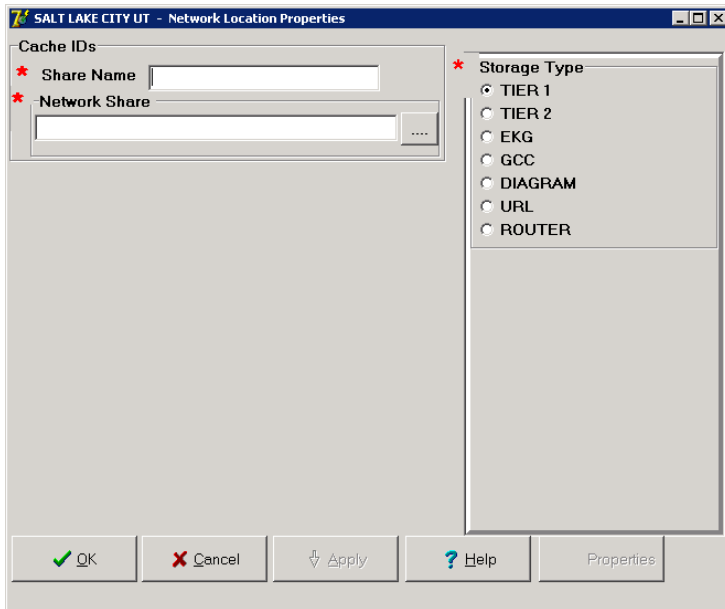 SALT LAKE CITY UT - Network Location Properties
Cache IDs
* Share Name
* Network Share
....
* Storage Type
TIER 1
TIER 2
EKG
GCC
DIAGRAM
URL
ROUTER
OK
Cancel
Apply
? Help
Properties